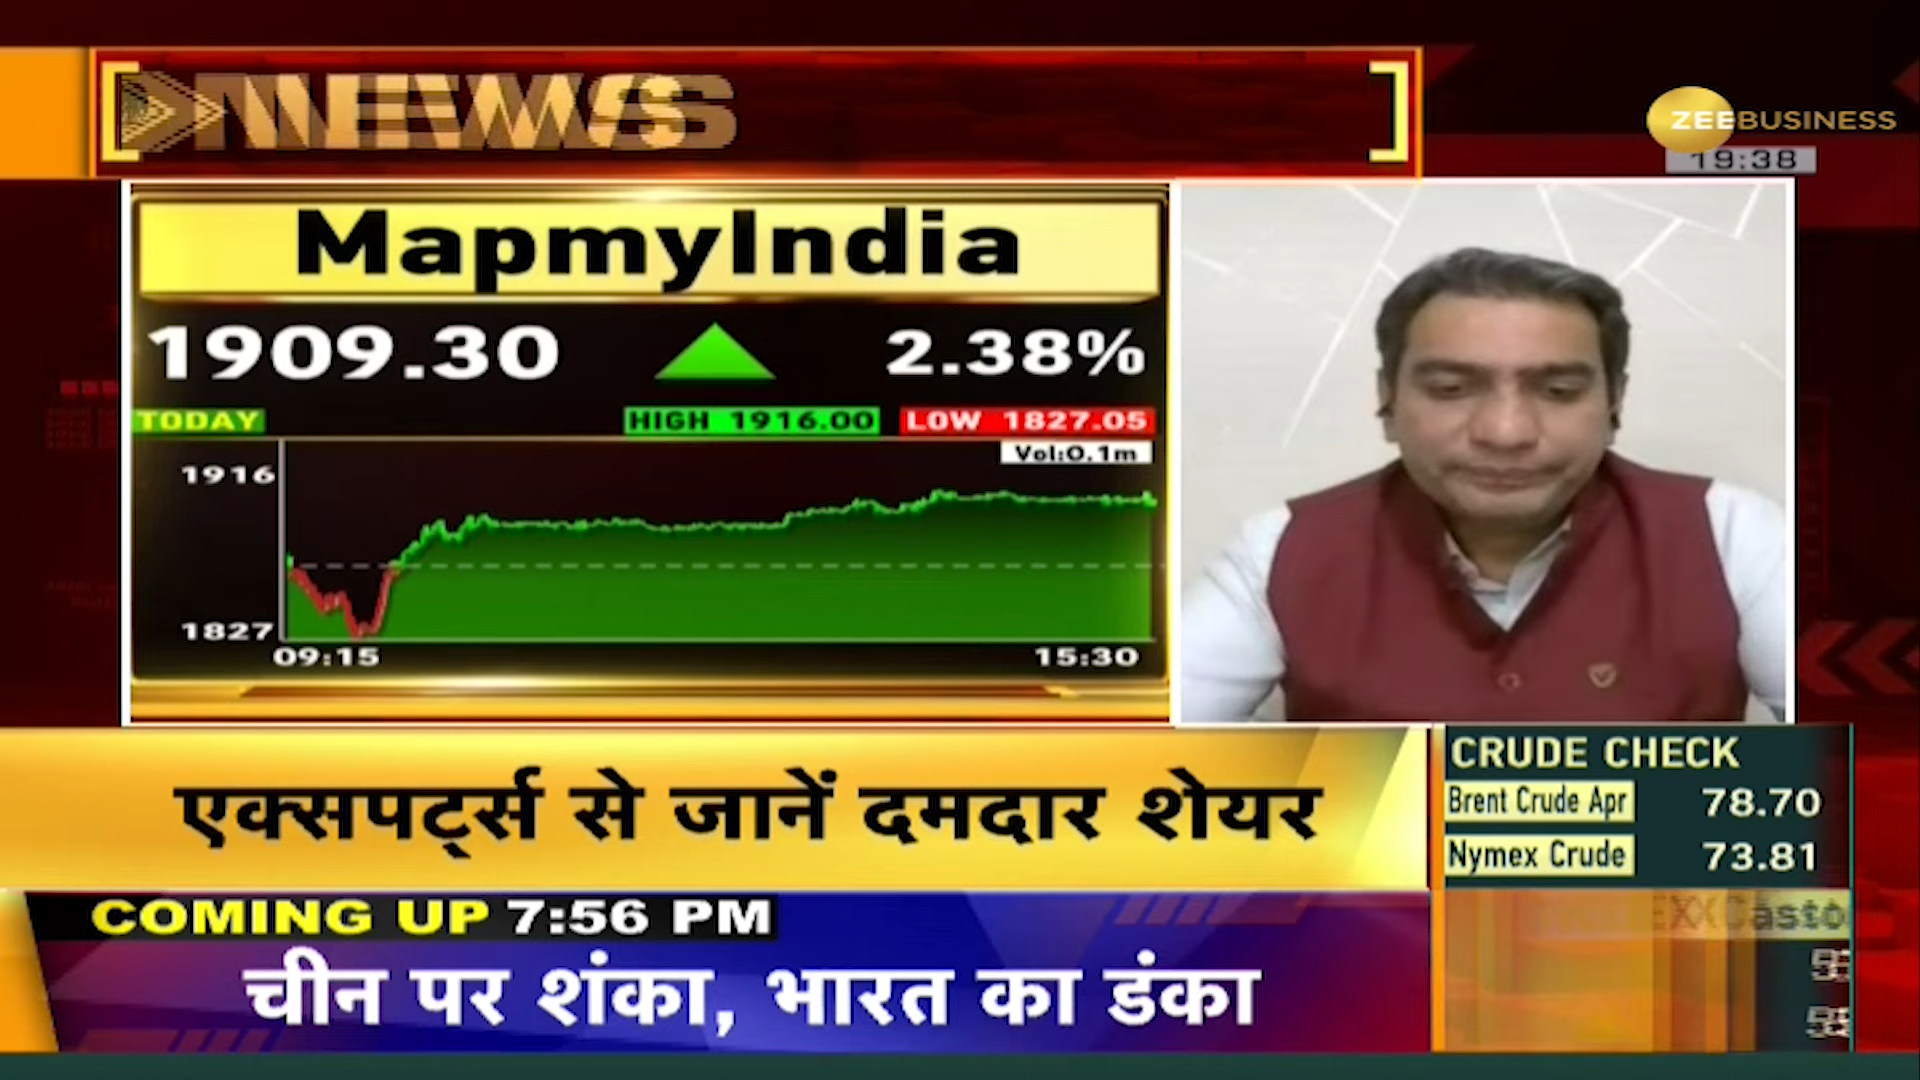 NEWS
ZEEBUSINESS
19:38
MapmyIndia
1909.30 2.38%
TODAY HIGH 1916.00 LOW 1827.05
Vol:0.1m
1916
1827
09:15 15:30
एक्सपर्ट्स से जानें दमदार शेयर
CRUDE CHECK
Brent Crude Apr 78.70
Nymex Crude 73.81
COMING UP 7:56 PM
चीन पर शंका, भारत का डंका